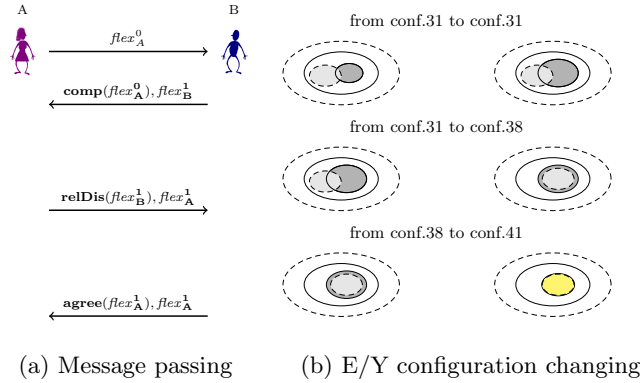 A
B
flex⁰_A
comp(flex⁰_A), flex¹_B
relDis(flex¹_B), flex¹_A
agree(flex¹_A), flex¹_A
(a) Message passing
from conf.31 to conf.31
from conf.31 to conf.38
from conf.38 to conf.41
(b) E/Y configuration changing